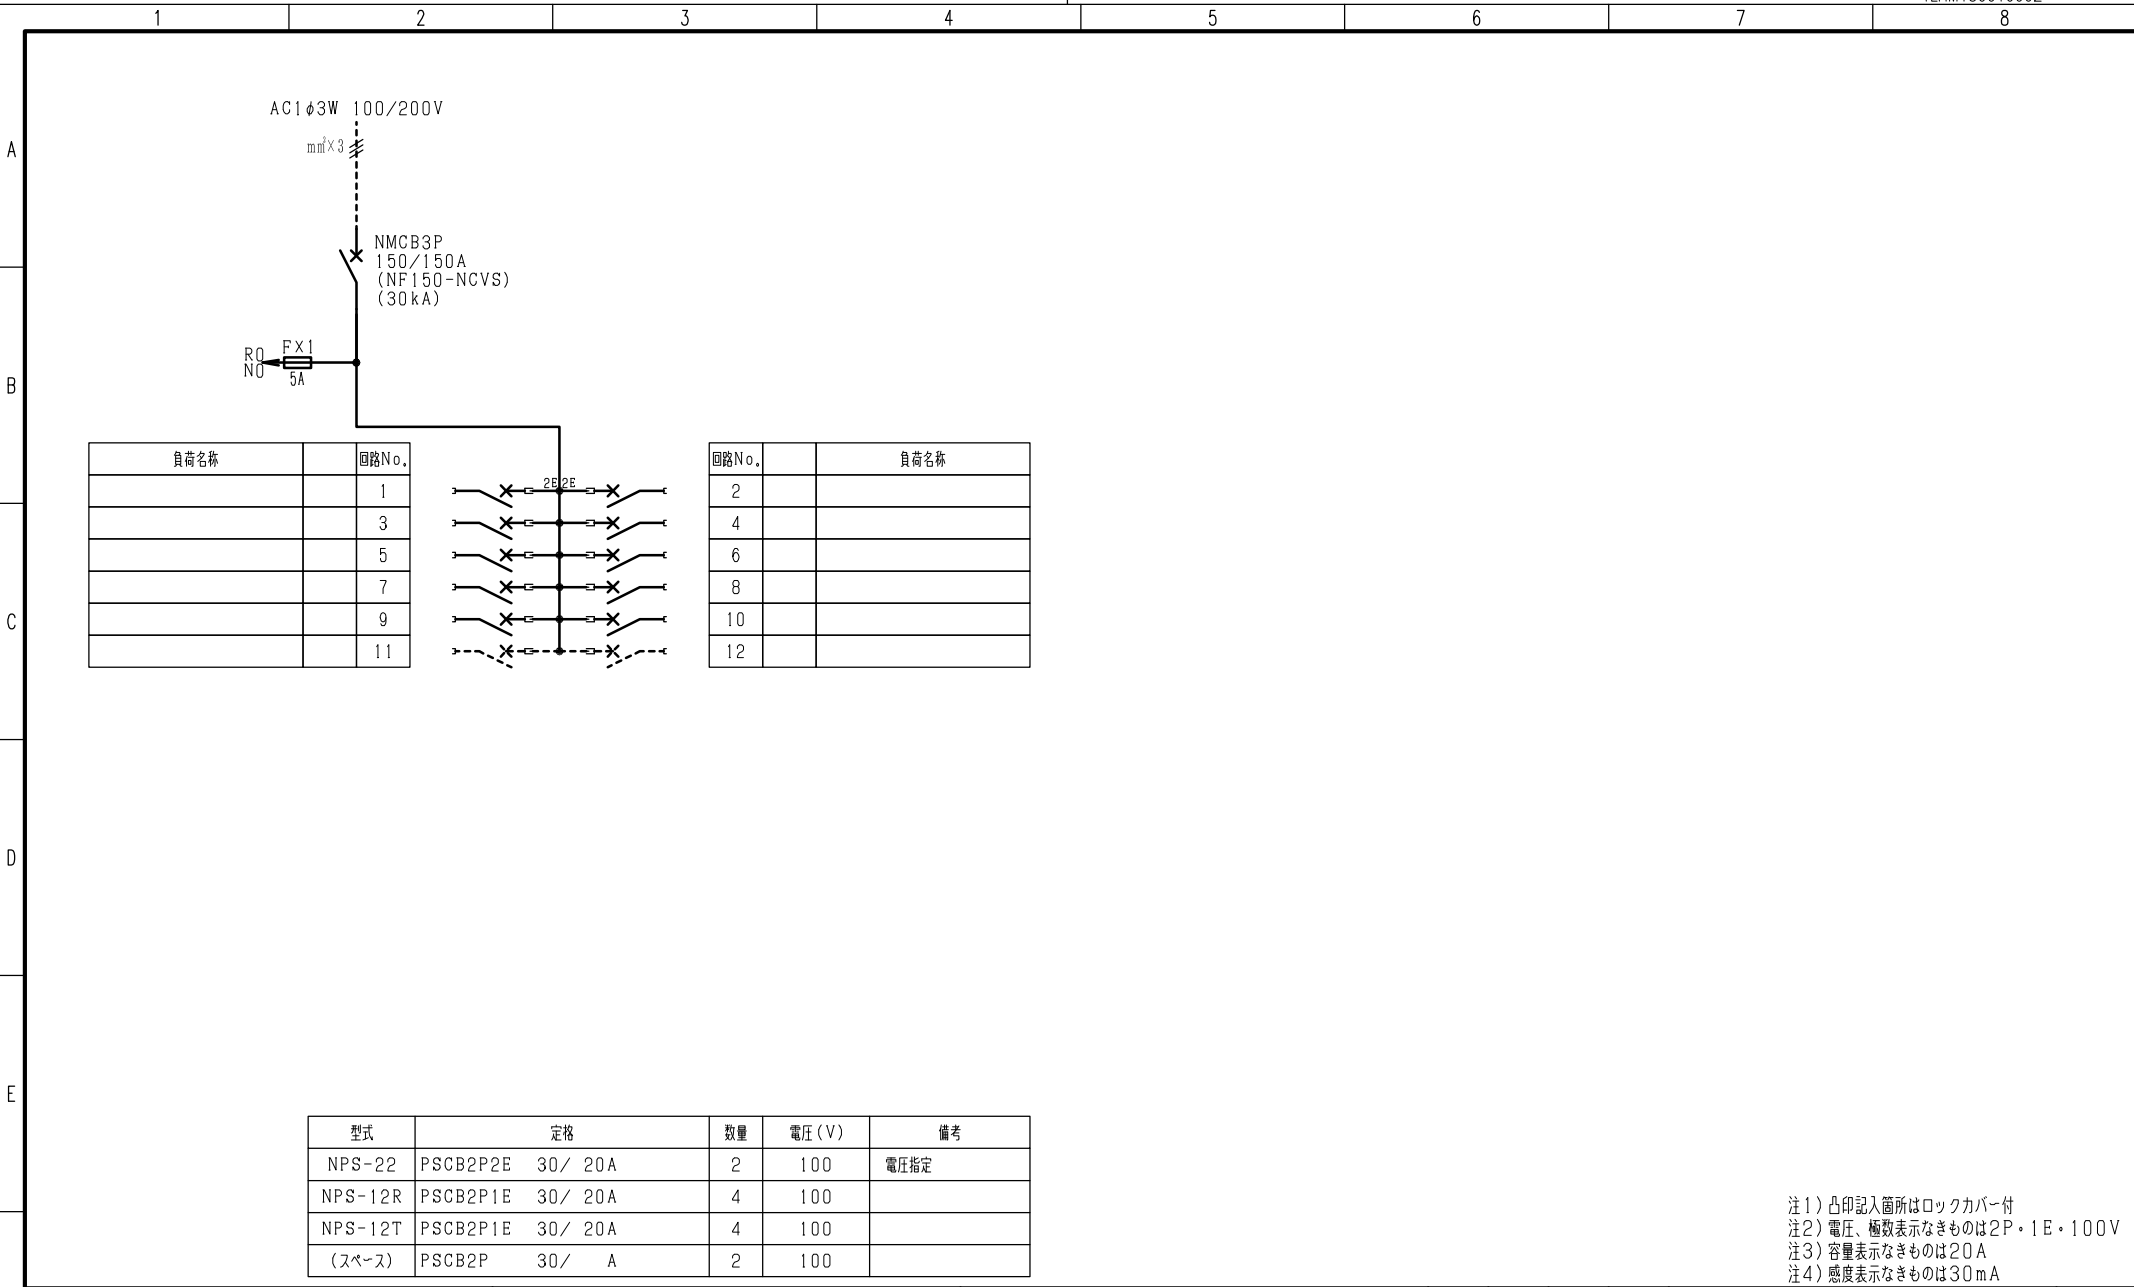 1 2 3 4 5 6 7 8
A
B
C
D
E
AC1φ3W 100/200V
mm²×3
NMCB3P
150/150A
(NF150-NCVS)
(30kA)
R0
N0
F×1
5A
負荷名称 回路No.
1
3
5
7
9
11
2E 2E
回路No. 負荷名称
2
4
6
8
10
12
型式 定格 数量 電圧(V) 備考
NPS-22 PSCB2P2E 30/ 20A 2 100 電圧指定
NPS-12R PSCB2P1E 30/ 20A 4 100
NPS-12T PSCB2P1E 30/ 20A 4 100
(スペース) PSCB2P 30/ A 2 100
注1)凸印記入箇所はロックカバー付
注2)電圧、極数表示なきものは2P・1E・100V
注3)容量表示なきものは20A
注4)感度表示なきものは30mA